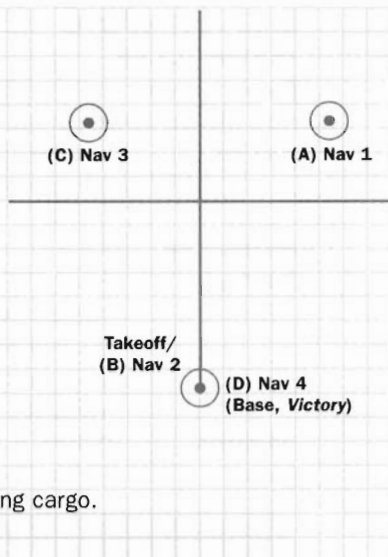 (C) Nav 3
(A) Nav 1
Takeoff/
(B) Nav 2
(D) Nav 4
(Base, Victory)
ng cargo.